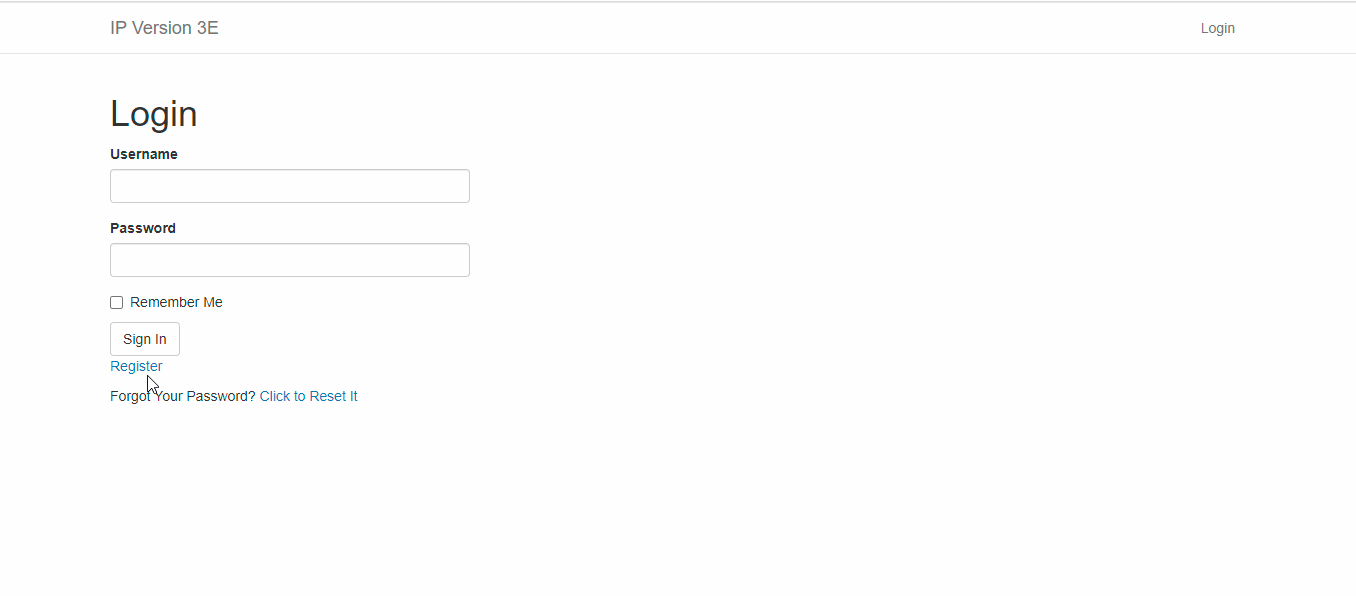 IP Version 3E
Login
Login
Username
Password
Remember Me
Sign In
Register
Forgot Your Password? Click to Reset It